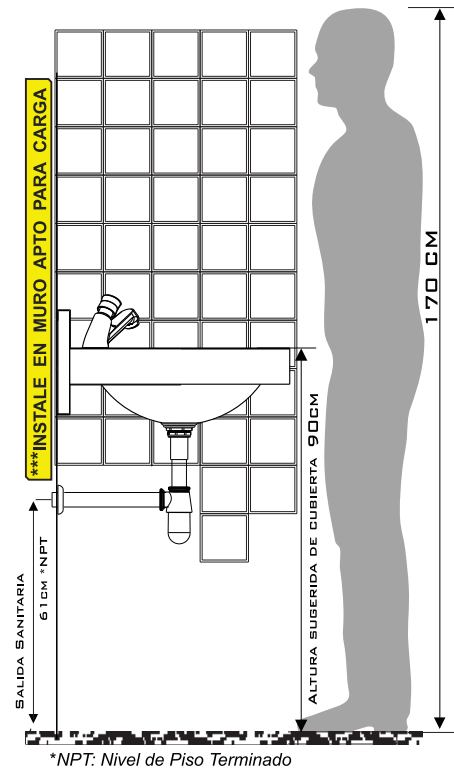 ***INSTALE EN MURO APTO PARA CARGA
170 CM
ALTURA SUGERIDA DE CUBIERTA 90CM
SALIDA SANITARIA
61CM *NPT
*NPT: Nivel de Piso Terminado